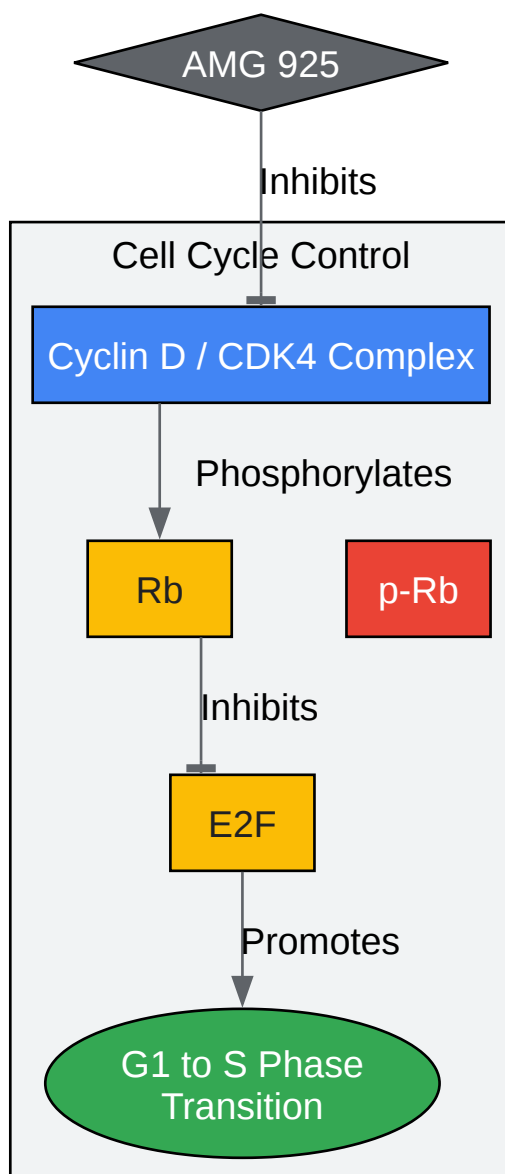 AMG 925
Inhibits
Cell Cycle Control
Cyclin D / CDK4 Complex
Phosphorylates
Rb
p-Rb
Inhibits
E2F
Promotes
G1 to S Phase
Transition